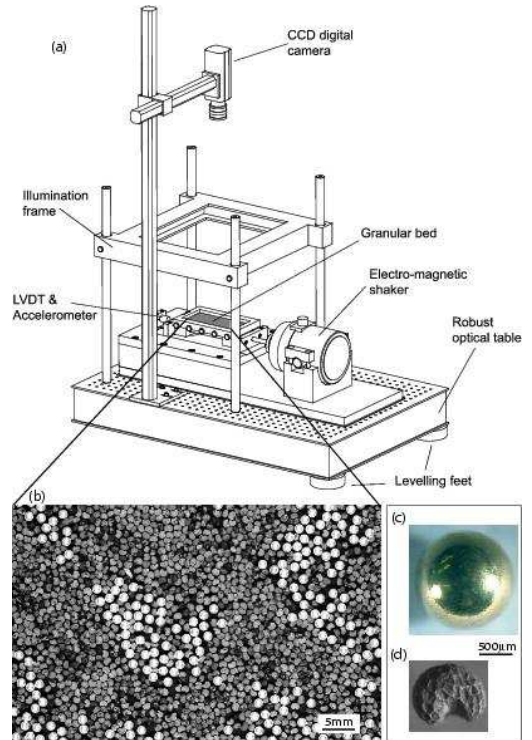 (a)
CCD digital
camera
Illumination
frame
Granular bed
Electro-magnetic
shaker
LVDT &
Accelerometer
Robust
optical table
Levelling feet
(b)
5mm
(c)
500μm
(d)